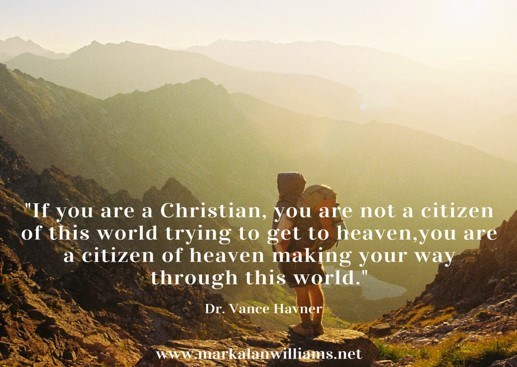 "If you are a Christian, you are not a citizen
of this world trying to get to heaven,you are
a citizen of heaven making your way
through this world."
Dr. Vance Havner
www.markalanwilliams.net